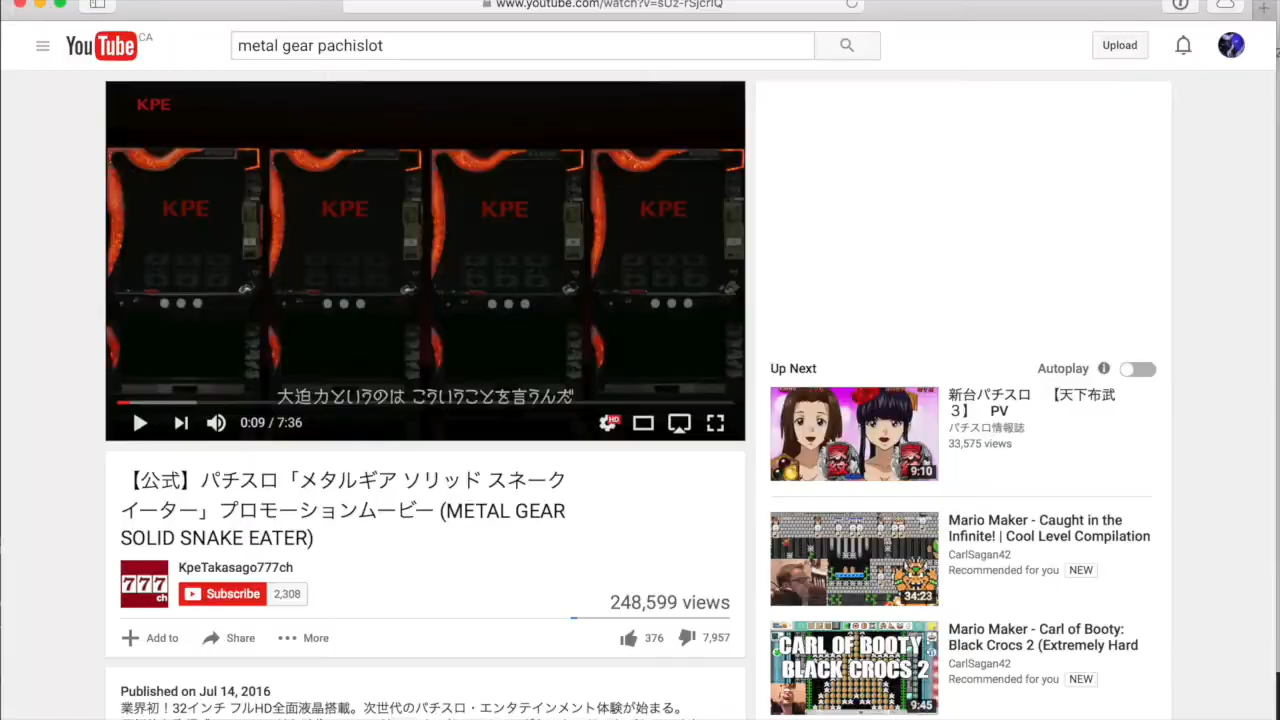 www.youtube.com/watch?v=sUz-rSjcrIQ
YouTube CA
metal gear pachislot
Upload
KPE
KPE KPE KPE KPE
大迫力というのは こういうことを言うんだ
0:09 / 7:36
HD
【公式】パチスロ「メタルギア ソリッド スネーク
イーター」プロモーションムービー (METAL GEAR
SOLID SNAKE EATER)
777
ch
KpeTakasago777ch
Subscribe 2,308
248,599 views
Add to Share More 376 7,957
Published on Jul 14, 2016
業界初！32インチ フルHD全面液晶搭載。次世代のパチスロ・エンタテインメント体験が始まる。
Up Next Autoplay
9:10
新台パチスロ 【天下布武
３】 PV
パチスロ情報誌
33,575 views
34:23
Mario Maker - Caught in the
Infinite! | Cool Level Compilation
CarlSagan42
Recommended for you NEW
CARL OF BOOTY
BLACK CROCS 2
9:45
Mario Maker - Carl of Booty:
Black Crocs 2 (Extremely Hard
CarlSagan42
Recommended for you NEW